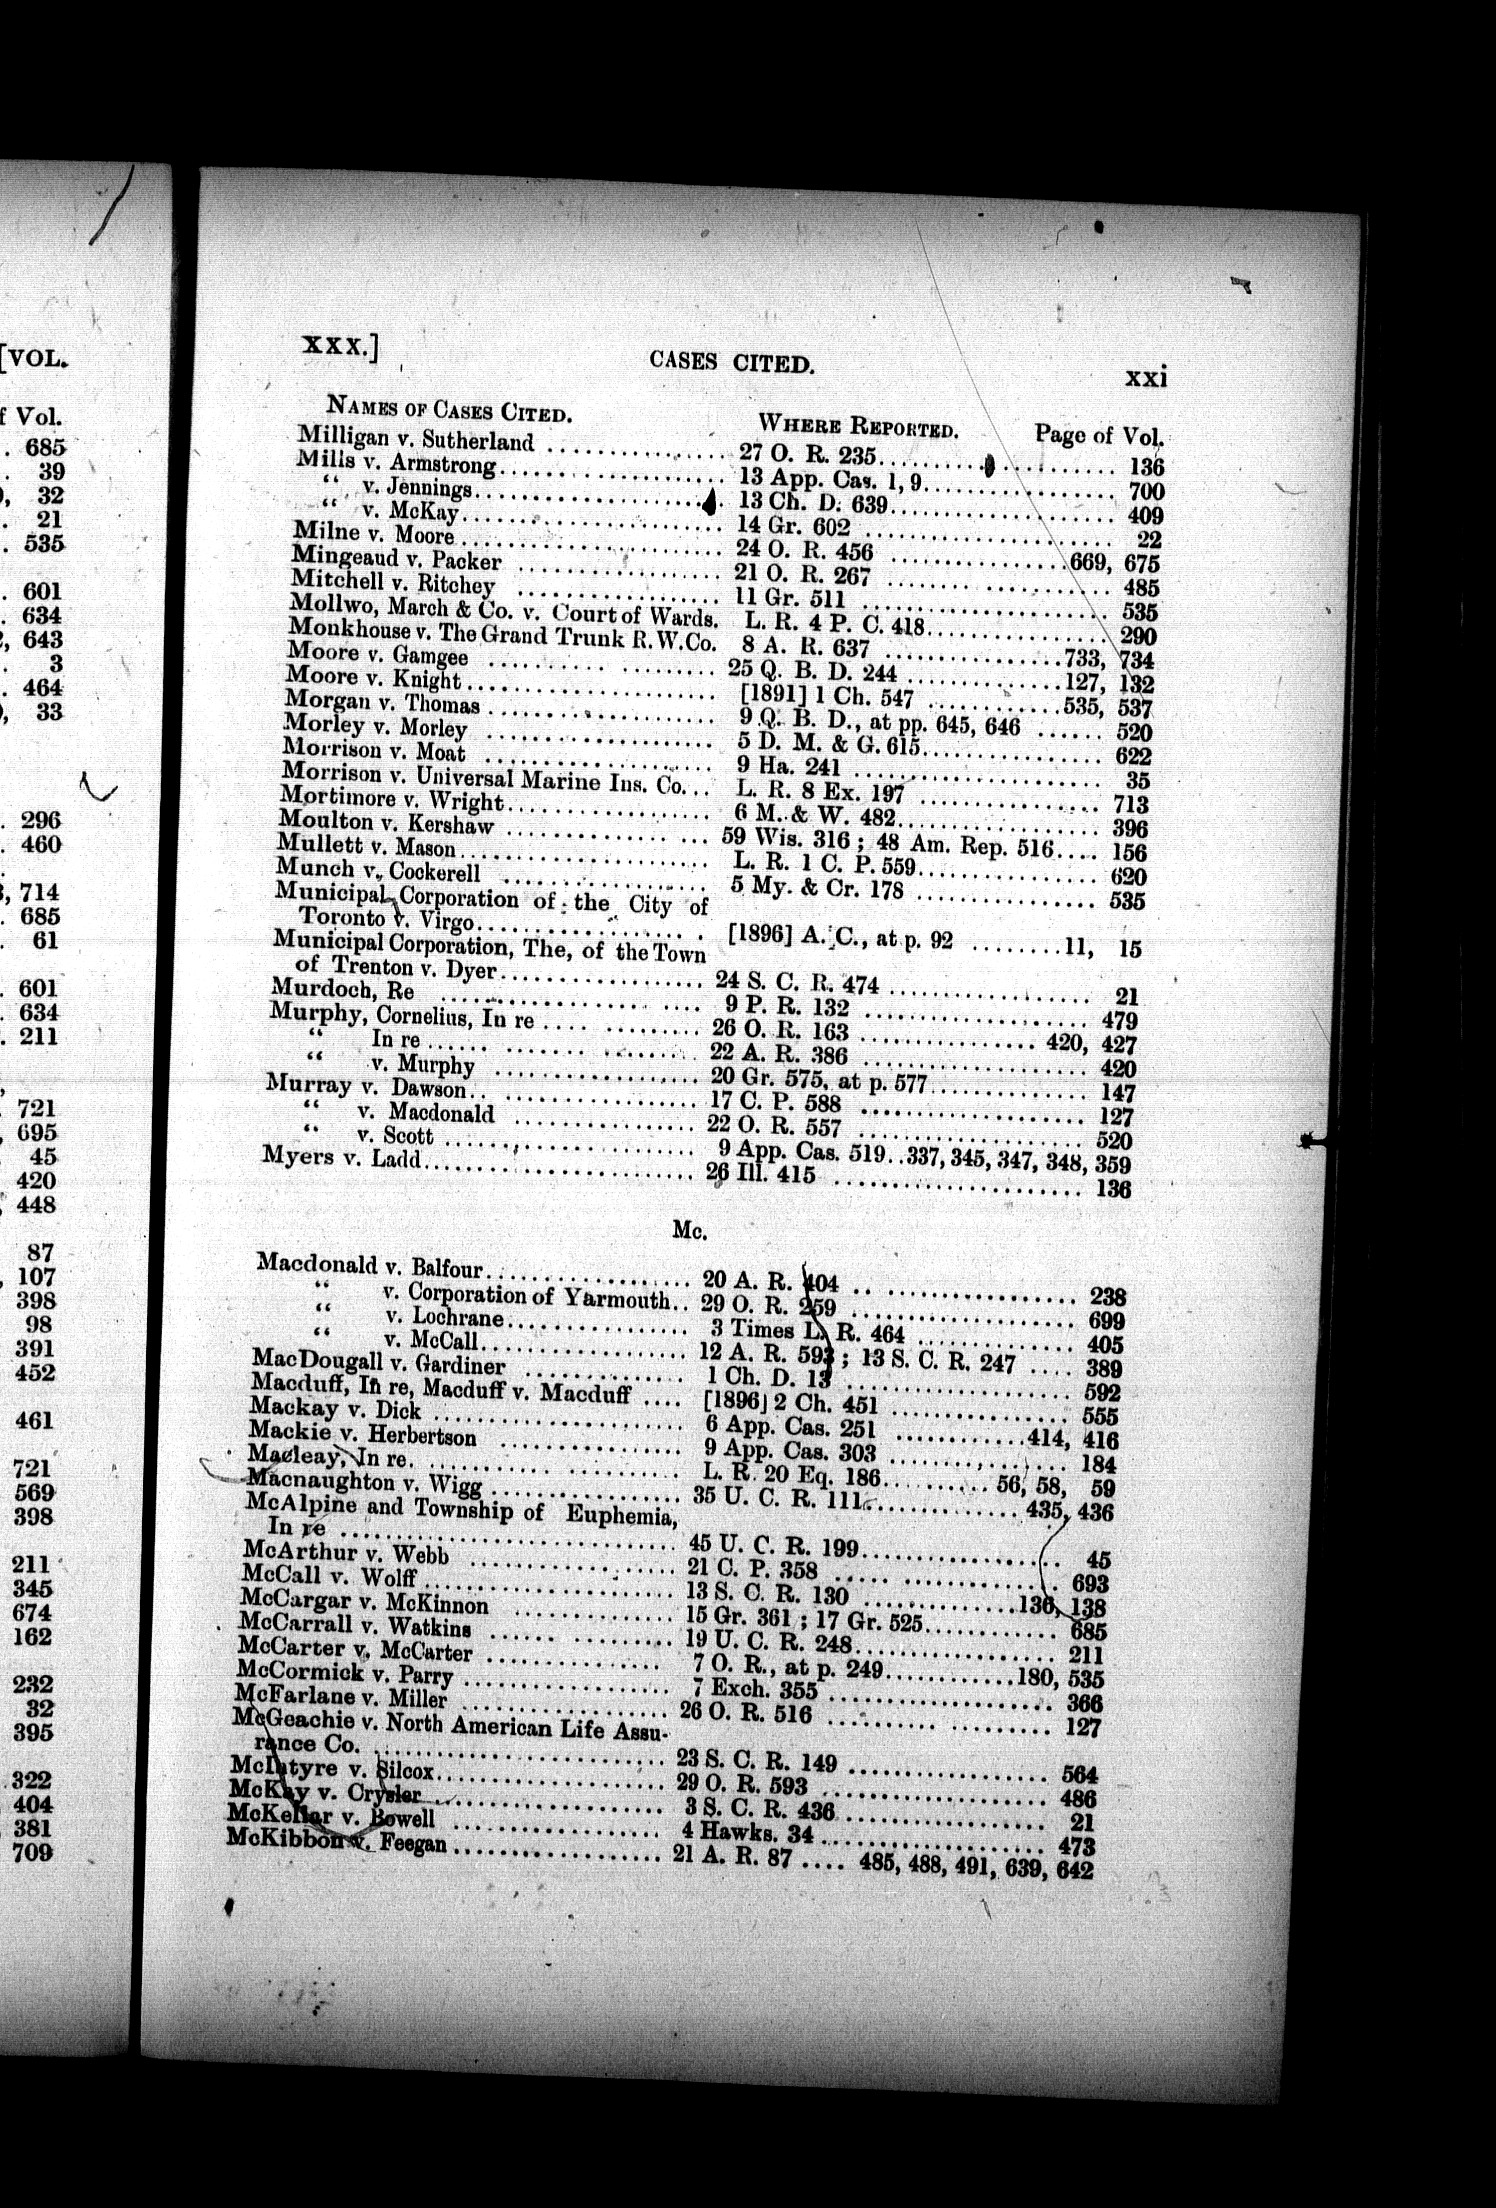 [VOL.
f Vol.
. 685
. 39
, 32
. 21
. 535
. 601
. 634
, 643
. 3
. 464
, 33
. 296
. 460
, 714
. 685
. 61
. 601
. 634
. 211
,
721
, 695
45
420
, 448
87
, 107
398
98
391
452
461
721
569
398
211
345
674
162
232
32
395
322
404
381
709
XXX.] CASES CITED. xxi
NAMES OF CASES CITED. WHERE REPORTED. Page of Vol.
Milligan v. Sutherland ................ 27 O. R. 235.................... 136
Mills v. Armstrong.................... 13 App. Cas. 1, 9................. 700
“ v. Jennings...................... 13 Ch. D. 639.................... 409
“ v. McKay....................... 14 Gr. 602 ..................... 22
Milne v. Moore....................... 24 O. R. 456 ................669, 675
Mingeaud v. Packer .................. 21 O. R. 267 .................... 485
Mitchell v. Ritchey .................. 11 Gr. 511 ..................... 535
Mollwo, March & Co. v. Court of Wards. L. R. 4 P. C. 418................ 290
Monkhouse v. The Grand Trunk R. W. Co. 8 A. R. 637 ................733, 734
Moore v. Gamgee .................... 25 Q. B. D. 244 ..............127, 132
Moore v. Knight...................... [1891] 1 Ch. 547 ............535, 537
Morgan v. Thomas .................... 9 Q. B. D., at pp. 645, 646 ...... 520
Morley v. Morley .................... 5 D. M. & G. 615................ 622
Morrison v. Moat .................... 9 Ha. 241 ..................... 35
Morrison v. Universal Marine Ins. Co... . L. R. 8 Ex. 197 ................ 713
Mortimore v. Wright.................. 6 M. & W. 482.................. 396
Moulton v. Kershaw .................. 59 Wis. 316 ; 48 Am. Rep. 516.... 156
Mullett v. Mason..................... L. R. 1 C. P. 559................ 620
Munch v. Cockerell .................. 5 My. & Cr. 178 ................ 535
Municipal Corporation of the City of
Toronto v. Virgo.................... [1896] A. C., at p. 92 ........11, 15
Municipal Corporation, The, of the Town
of Trenton v. Dyer.................. 24 S. C. R. 474 ................. 21
Murdoch, Re ........................ 9 P. R. 132 .................... 479
Murphy, Cornelius, In re .... ......... 26 O. R. 163 ................ 420, 427
“ In re ...... .................. 22 A. R. 386 .................... 420
“ v. Murphy .................... 20 Gr. 575, at p. 577............. 147
Murray v. Dawson.. .................. 17 C. P. 588 .................... 127
“ v. Macdonald ................ 22 O. R. 557 .................... 520
“ v. Scott ...................... 9 App. Cas. 519..337, 345, 347, 348, 359
Myers v. Ladd........................ 26 Ill. 415 ...................... 136
Mc.
Macdonald v. Balfour.................. 20 A. R. 404 .................... 238
“ v. Corporation of Yarmouth.. 29 O. R. 259 .................... 699
“ v. Lochrane................ 3 Times L. R. 464 .............. 405
“ v. McCall.................. 12 A. R. 593 ; 13 S. C. R. 247 .... 389
MacDougall v. Gardiner .............. 1 Ch. D. 13 .................... 592
Macduff, In re, Macduff v. Macduff .... [1896] 2 Ch. 451 ................ 555
Mackay v. Dick ...................... 6 App. Cas. 251 ............414, 416
Mackie v. Herbertson ................ 9 App. Cas. 303 ................ 184
Macleay, In re. ...................... L. R. 20 Eq. 186..........56, 58, 59
Macnaughton v. Wigg ................ 35 U. C. R. 111...............435, 436
McAlpine and Township of Euphemia,
In re .............................. 45 U. C. R. 199.................. 45
McArthur v. Webb .................. 21 C. P. 358 .................... 693
McCall v. Wolff...................... 13 S. C. R. 130 ..............136, 138
McCargar v. McKinnon .............. 15 Gr. 361 ; 17 Gr. 525............ 685
McCarrall v. Watkins ................ 19 U. C. R. 248.................. 211
McCarter v. McCarter ................ 7 O. R., at p. 249............180, 535
McCormick v. Parry .................. 7 Exch. 355 .................... 366
McFarlane v. Miller .................. 26 O. R. 516 .................... 127
McGeachie v. North American Life Assu-
rance Co. .......................... 23 S. C. R. 149 .................. 564
McIntyre v. Silcox.................... 29 O. R. 593 .................... 486
McKay v. Crysler .................... 3 S. C. R. 436 .................. 21
McKellar v. Bowell .................. 4 Hawks. 34 .................... 473
McKibbon v. Feegan .................. 21 A. R. 87 .... 485, 488, 491, 639, 642